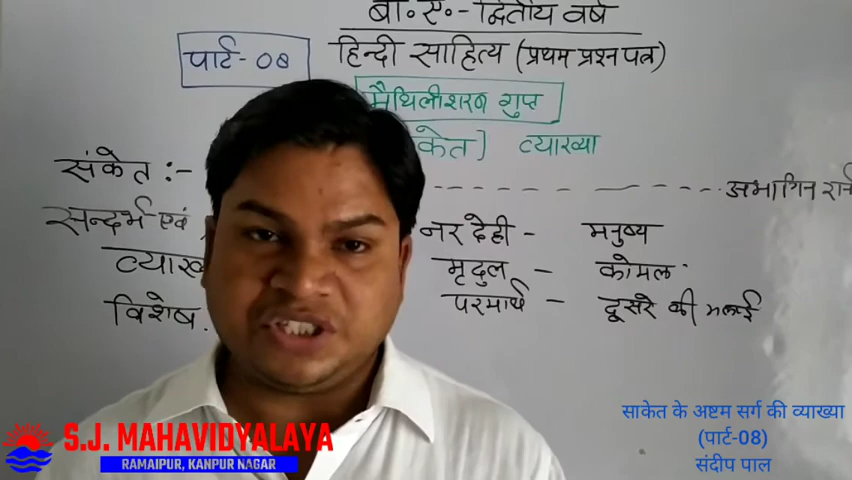 बी॰ए॰-द्वितीय वर्ष
पार्ट-08
हिन्दी साहित्य (प्रथम प्रश्न पत्र)
मैथिलीशरण गुप्त
केत) व्याख्या
संकेत :-
अभागिन
सन्दर्भ एवं
नर देही - मनुष्य
व्याख
मृदुल - कोमल
विशेष.
परमार्थ - दूसरे की भलाई
साकेत के अष्टम सर्ग की व्याख्या
(पार्ट-08)
संदीप पाल
S.J. MAHAVIDYALAYA
RAMAIPUR, KANPUR NAGAR